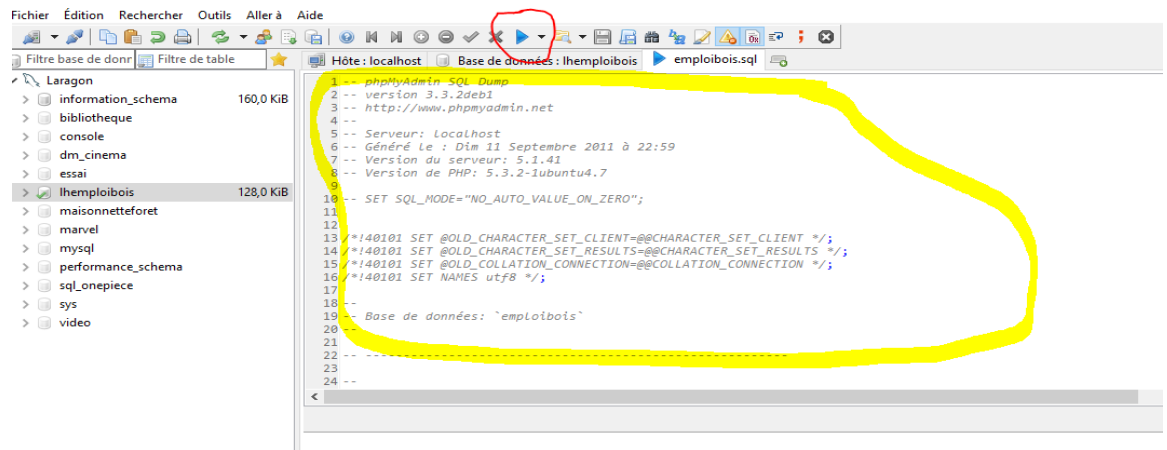 Fichier Édition Rechercher Outils Aller à Aide
Filtre base de donr Filtre de table
Hôte : localhost Base de données : lhemploibois emploibois.sql
Laragon
information_schema 160,0 KiB
bibliotheque
console
dm_cinema
essai
lhemploibois 128,0 KiB
maisonnetteforet
marvel
mysql
performance_schema
sql_onepiece
sys
video
1 -- phpMyAdmin SQL Dump
2 -- version 3.3.2deb1
3 -- http://www.phpmyadmin.net
4 --
5 -- Serveur: localhost
6 -- Généré le : Dim 11 Septembre 2011 à 22:59
7 -- Version du serveur: 5.1.41
8 -- Version de PHP: 5.3.2-1ubuntu4.7
9
10 -- SET SQL_MODE="NO_AUTO_VALUE_ON_ZERO";
11
12
13 /*!40101 SET @OLD_CHARACTER_SET_CLIENT=@@CHARACTER_SET_CLIENT */;
14 /*!40101 SET @OLD_CHARACTER_SET_RESULTS=@@CHARACTER_SET_RESULTS */;
15 /*!40101 SET @OLD_COLLATION_CONNECTION=@@COLLATION_CONNECTION */;
16 /*!40101 SET NAMES utf8 */;
17
18 --
19 -- Base de données: `emploibois`
20 --
21
22 -- --------------------------------------------------------
23
24 --